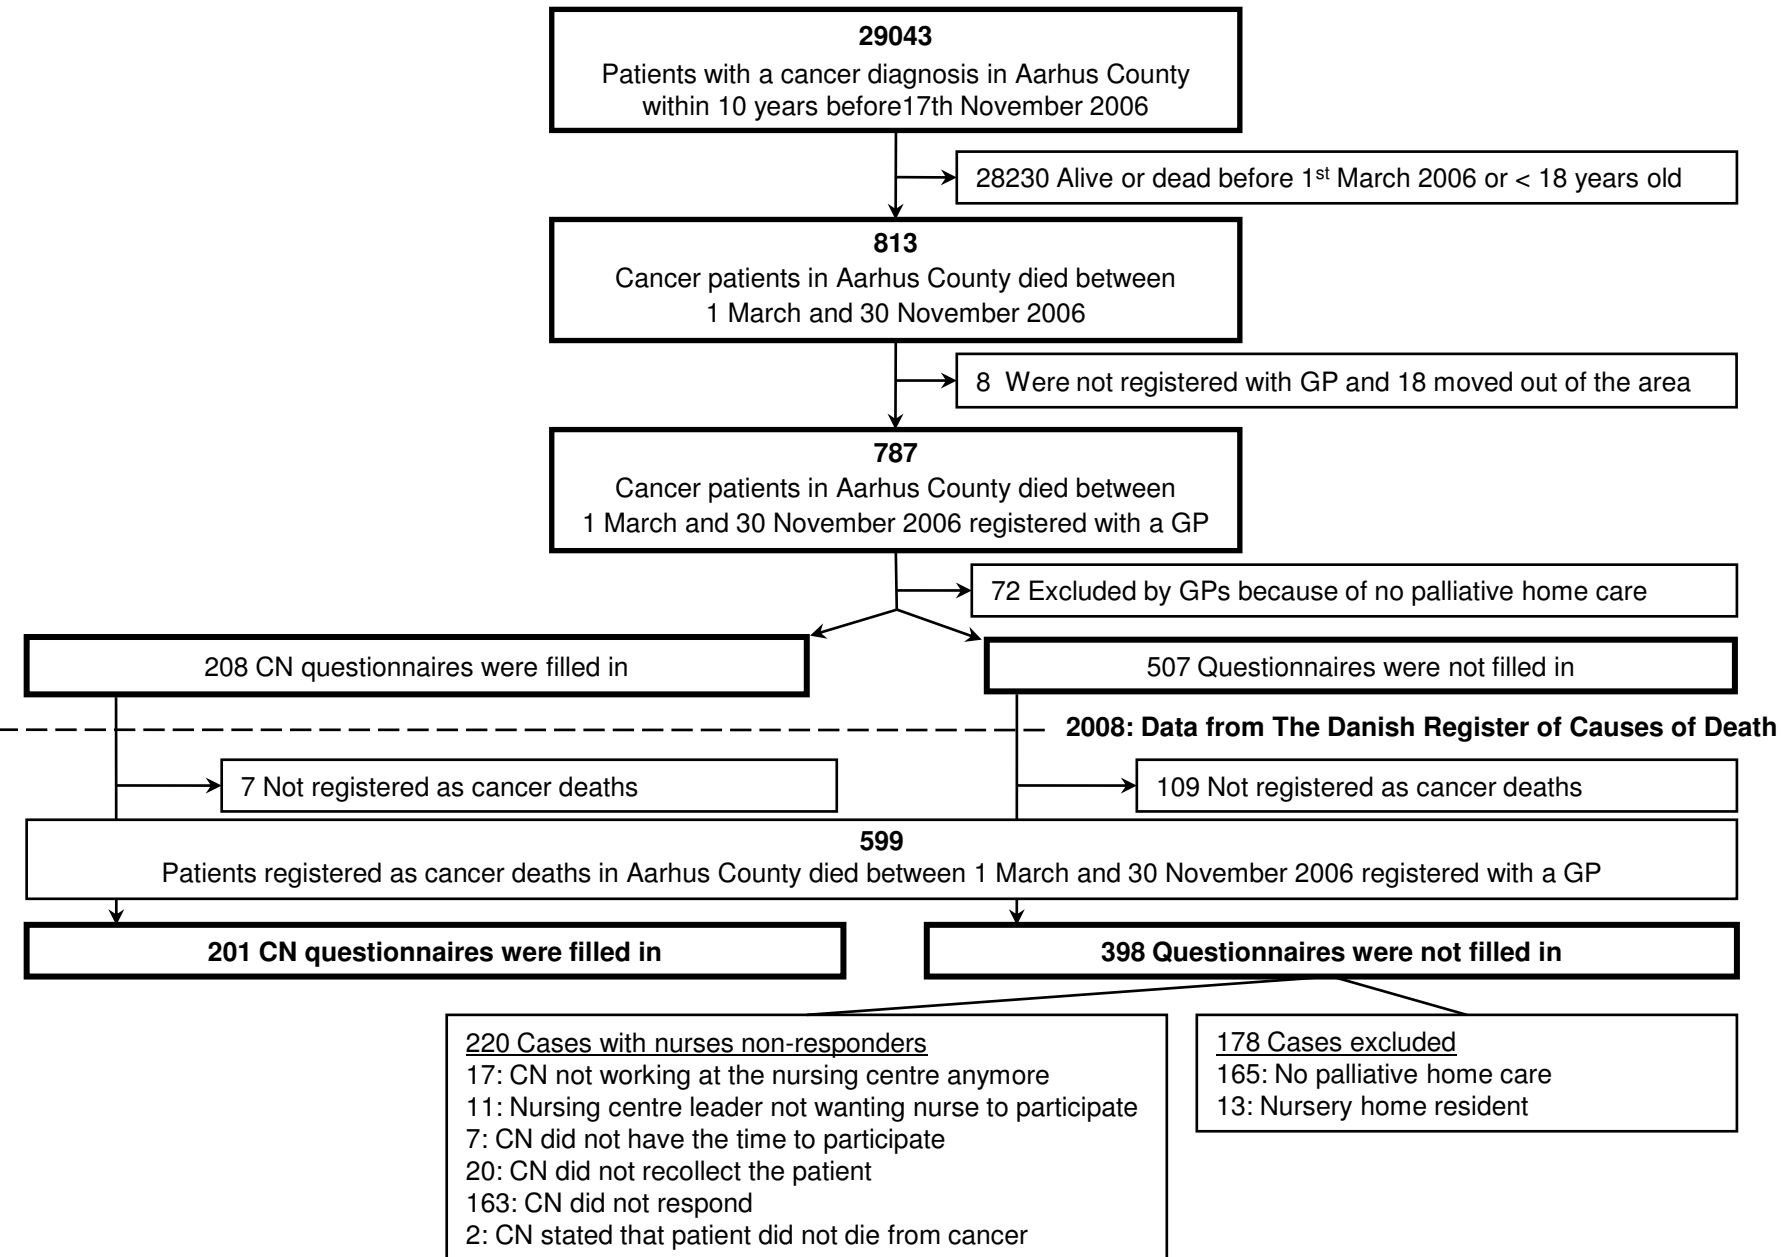 29043
Patients with a cancer diagnosis in Aarhus County
within 10 years before17th November 2006
28230 Alive or dead before 1st March 2006 or < 18 years old
813
Cancer patients in Aarhus County died between
1 March and 30 November 2006
8 Were not registered with GP and 18 moved out of the area
787
Cancer patients in Aarhus County died between
1 March and 30 November 2006 registered with a GP
72 Excluded by GPs because of no palliative home care
208 CN questionnaires were filled in
507 Questionnaires were not filled in
2008: Data from The Danish Register of Causes of Death
7 Not registered as cancer deaths
109 Not registered as cancer deaths
599
Patients registered as cancer deaths in Aarhus County died between 1 March and 30 November 2006 registered with a GP
201 CN questionnaires were filled in
398 Questionnaires were not filled in
220 Cases with nurses non-responders
17: CN not working at the nursing centre anymore
11: Nursing centre leader not wanting nurse to participate
7: CN did not have the time to participate
20: CN did not recollect the patient
163: CN did not respond
2: CN stated that patient did not die from cancer
178 Cases excluded
165: No palliative home care
13: Nursery home resident